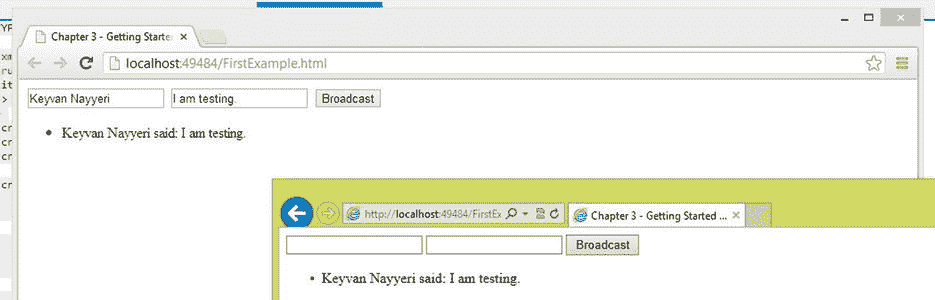 Chapter 3 - Getting Starte
localhost:49484/FirstExample.html
Keyvan Nayyeri
I am testing.
Broadcast
Keyvan Nayyeri said: I am testing.
http://localhost:49484/FirstEx
Chapter 3 - Getting Started ...
Broadcast
Keyvan Nayyeri said: I am testing.